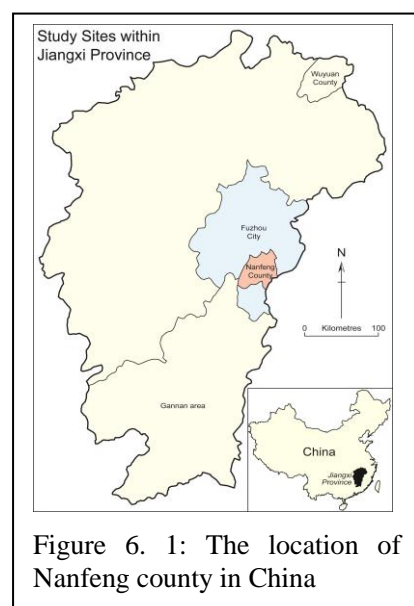 Study Sites within
Jiangxi Province
Wuyuan
County
Fuzhou
City
Nanfeng
County
N
0 Kilometres 100
Gannan area
China
Jiangxi
Province
Figure 6. 1: The location of
Nanfeng county in China